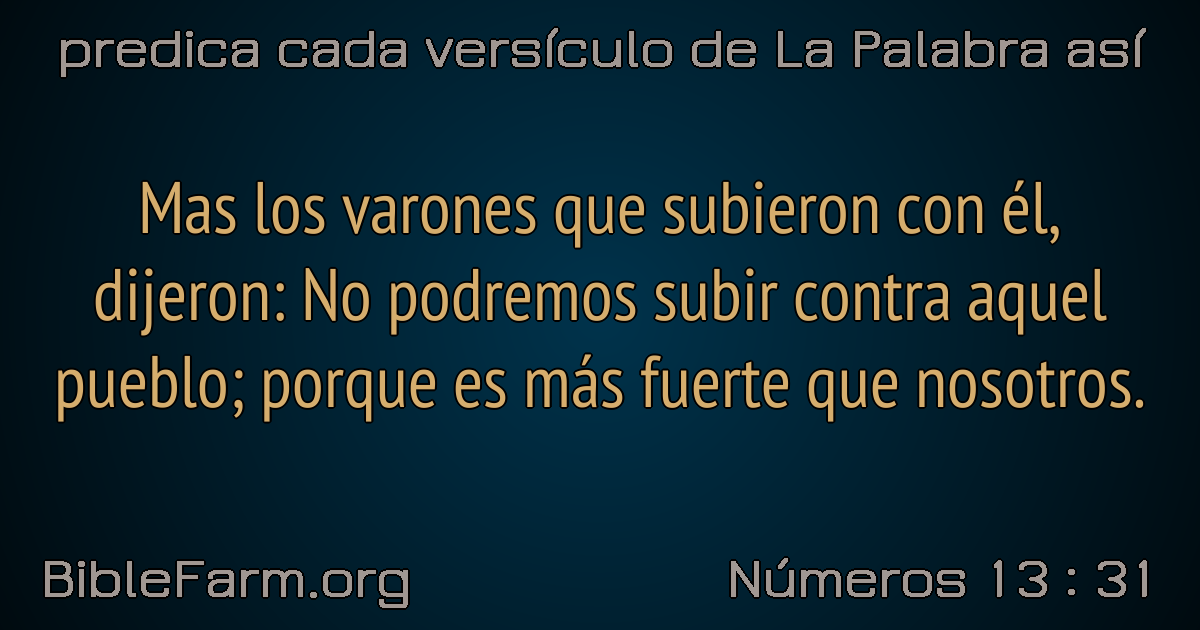 predica cada versículo de La Palabra así
Mas los varones que subieron con él,
dijeron: No podremos subir contra aquel
pueblo; porque es más fuerte que nosotros.
BibleFarm.org
Números 13 : 31